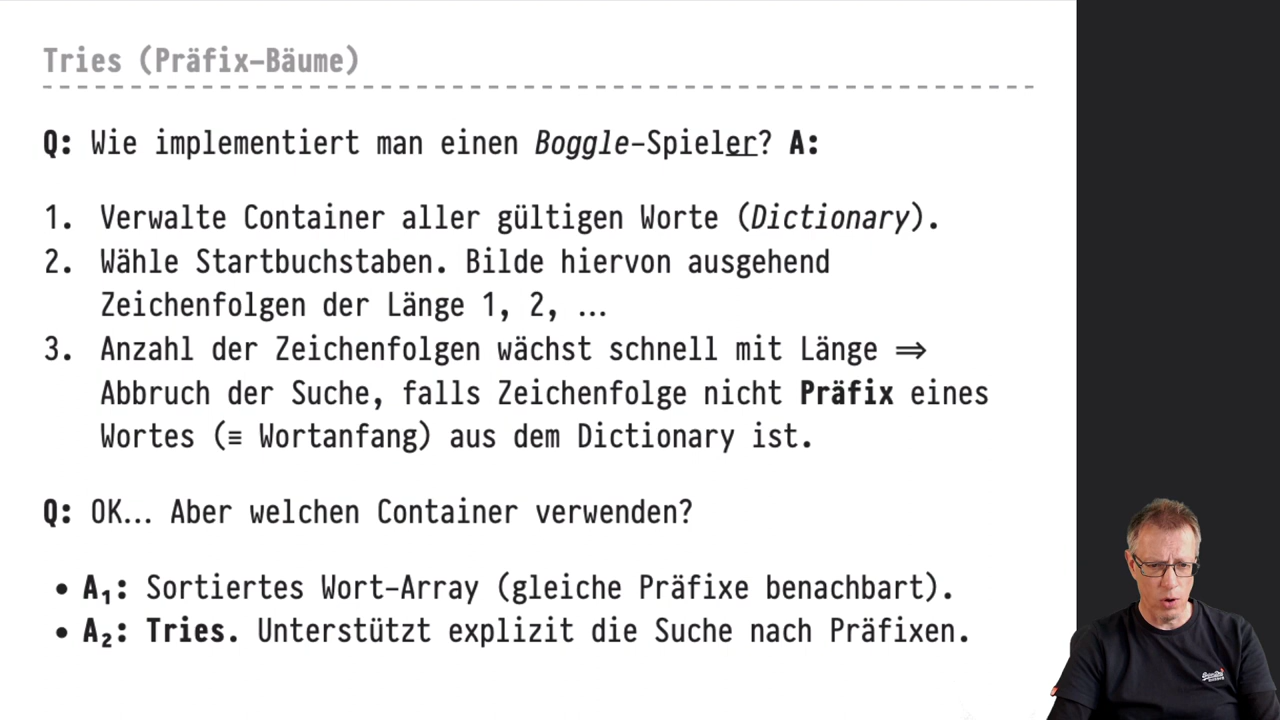 Tries (Präfix-Bäume)
Q: Wie implementiert man einen Boggle-Spieler? A:
1. Verwalte Container aller gültigen Worte (Dictionary).
2. Wähle Startbuchstaben. Bilde hiervon ausgehend
Zeichenfolgen der Länge 1, 2, …
3. Anzahl der Zeichenfolgen wächst schnell mit Länge ⇒
Abbruch der Suche, falls Zeichenfolge nicht Präfix eines
Wortes (≡ Wortanfang) aus dem Dictionary ist.
Q: OK… Aber welchen Container verwenden?
• A₁: Sortiertes Wort-Array (gleiche Präfixe benachbart).
• A₂: Tries. Unterstützt explizit die Suche nach Präfixen.